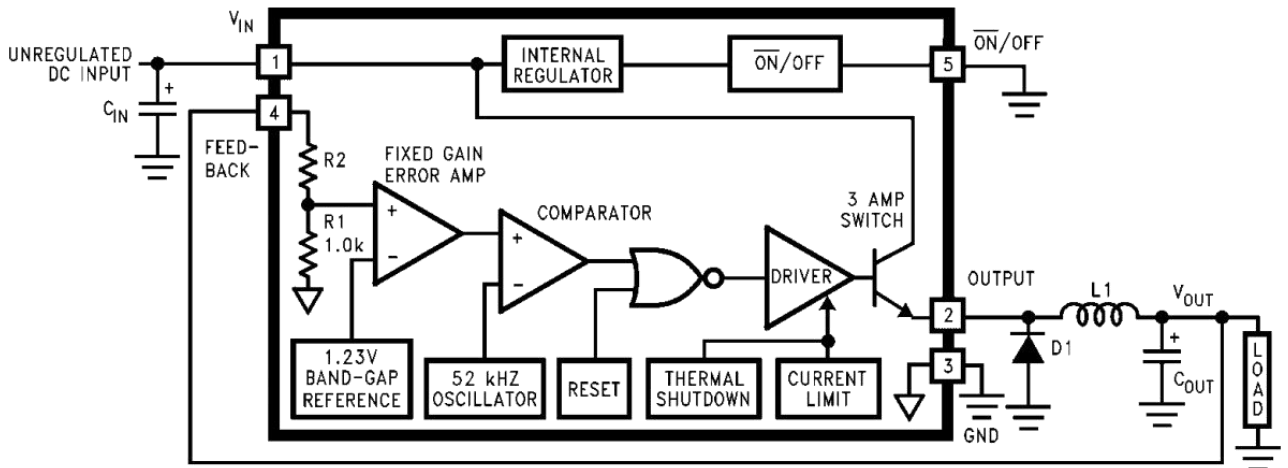 V_IN
UNREGULATED
DC INPUT
+
C_IN
1
INTERNAL
REGULATOR
O̅N̅/OFF
5
O̅N̅/OFF
4
FEED-
BACK
R2
R1
1.0k
FIXED GAIN
ERROR AMP
+
−
COMPARATOR
+
−
DRIVER
3 AMP
SWITCH
OUTPUT
2
L1
V_OUT
D1
+
C_OUT
LOAD
3
GND
1.23V
BAND-GAP
REFERENCE
52 kHZ
OSCILLATOR
RESET
THERMAL
SHUTDOWN
CURRENT
LIMIT